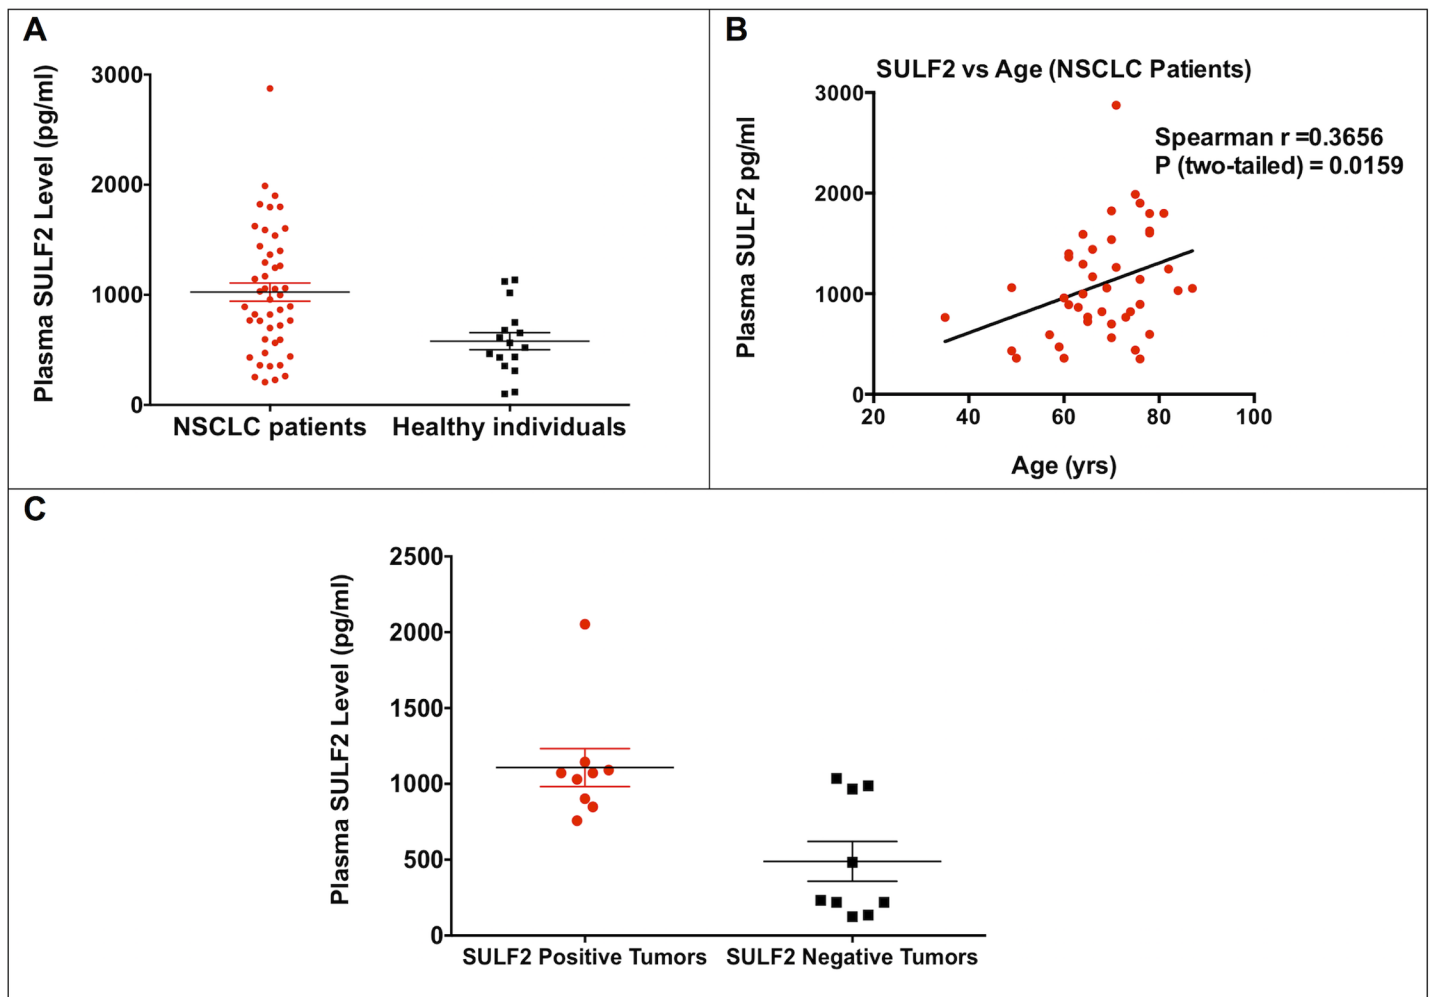 A
Plasma SULF2 Level (pg/ml)
3000
2000
1000
0
NSCLC patients
Healthy individuals
B
SULF2 vs Age (NSCLC Patients)
Plasma SULF2 pg/ml
3000
2000
1000
0
Spearman r =0.3656
P (two-tailed) = 0.0159
20
40
60
80
100
Age (yrs)
C
Plasma SULF2 Level (pg/ml)
2500
2000
1500
1000
500
0
SULF2 Positive Tumors
SULF2 Negative Tumors